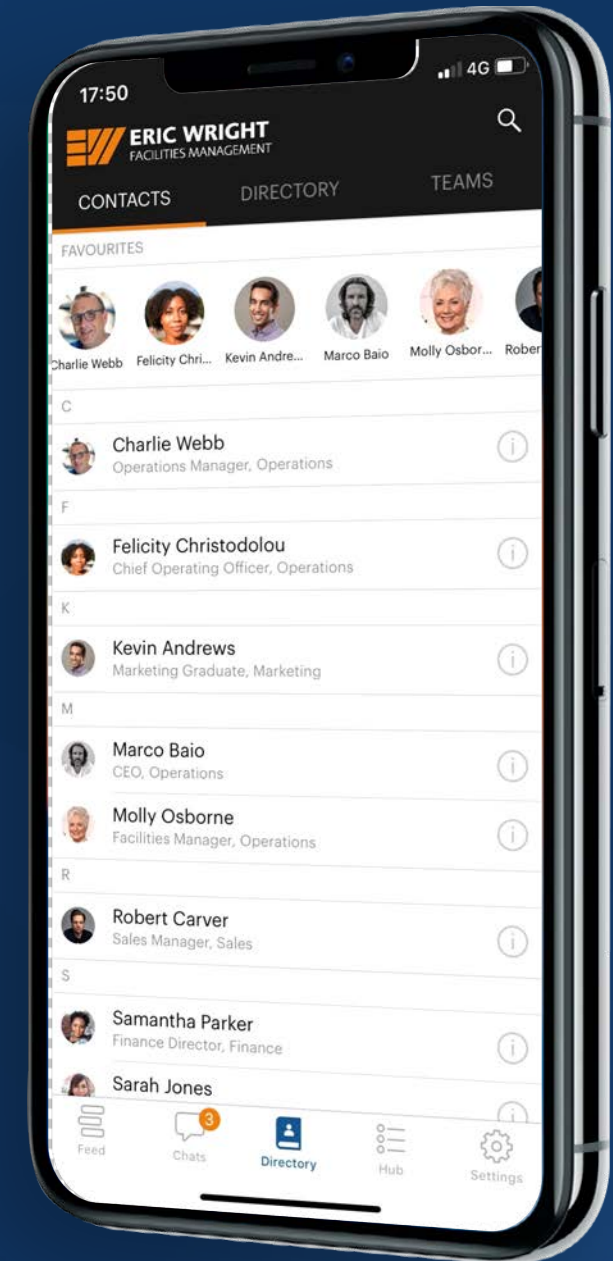 17:50
4G
ERIC WRIGHT
FACILITIES MANAGEMENT
CONTACTS DIRECTORY TEAMS
FAVOURITES
Charlie Webb Felicity Chri... Kevin Andre... Marco Baio Molly Osbor... Rober
C
Charlie Webb
Operations Manager, Operations
F
Felicity Christodolou
Chief Operating Officer, Operations
K
Kevin Andrews
Marketing Graduate, Marketing
M
Marco Baio
CEO, Operations
Molly Osborne
Facilities Manager, Operations
R
Robert Carver
Sales Manager, Sales
S
Samantha Parker
Finance Director, Finance
Sarah Jones
3
Feed Chats Directory Hub Settings